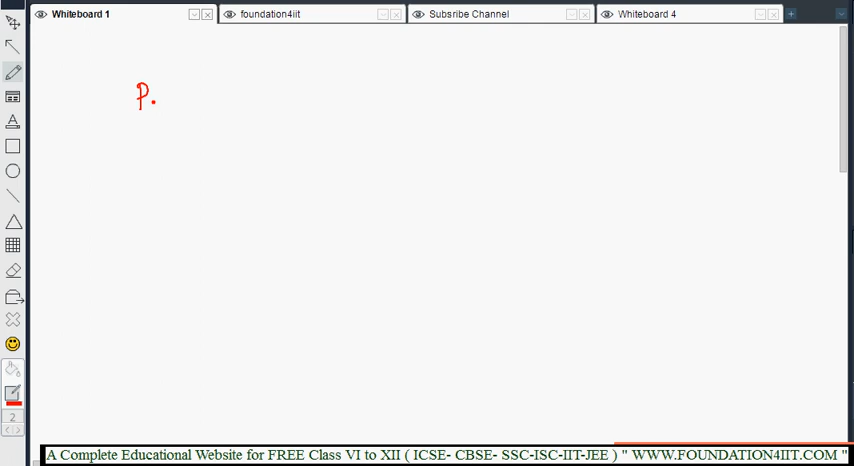 Whiteboard 1 foundation4iit Subsribe Channel Whiteboard 4
P.
2
A Complete Educational Website for FREE Class VI to XII ( ICSE- CBSE- SSC-ISC-IIT-JEE ) " WWW.FOUNDATION4IIT.COM "